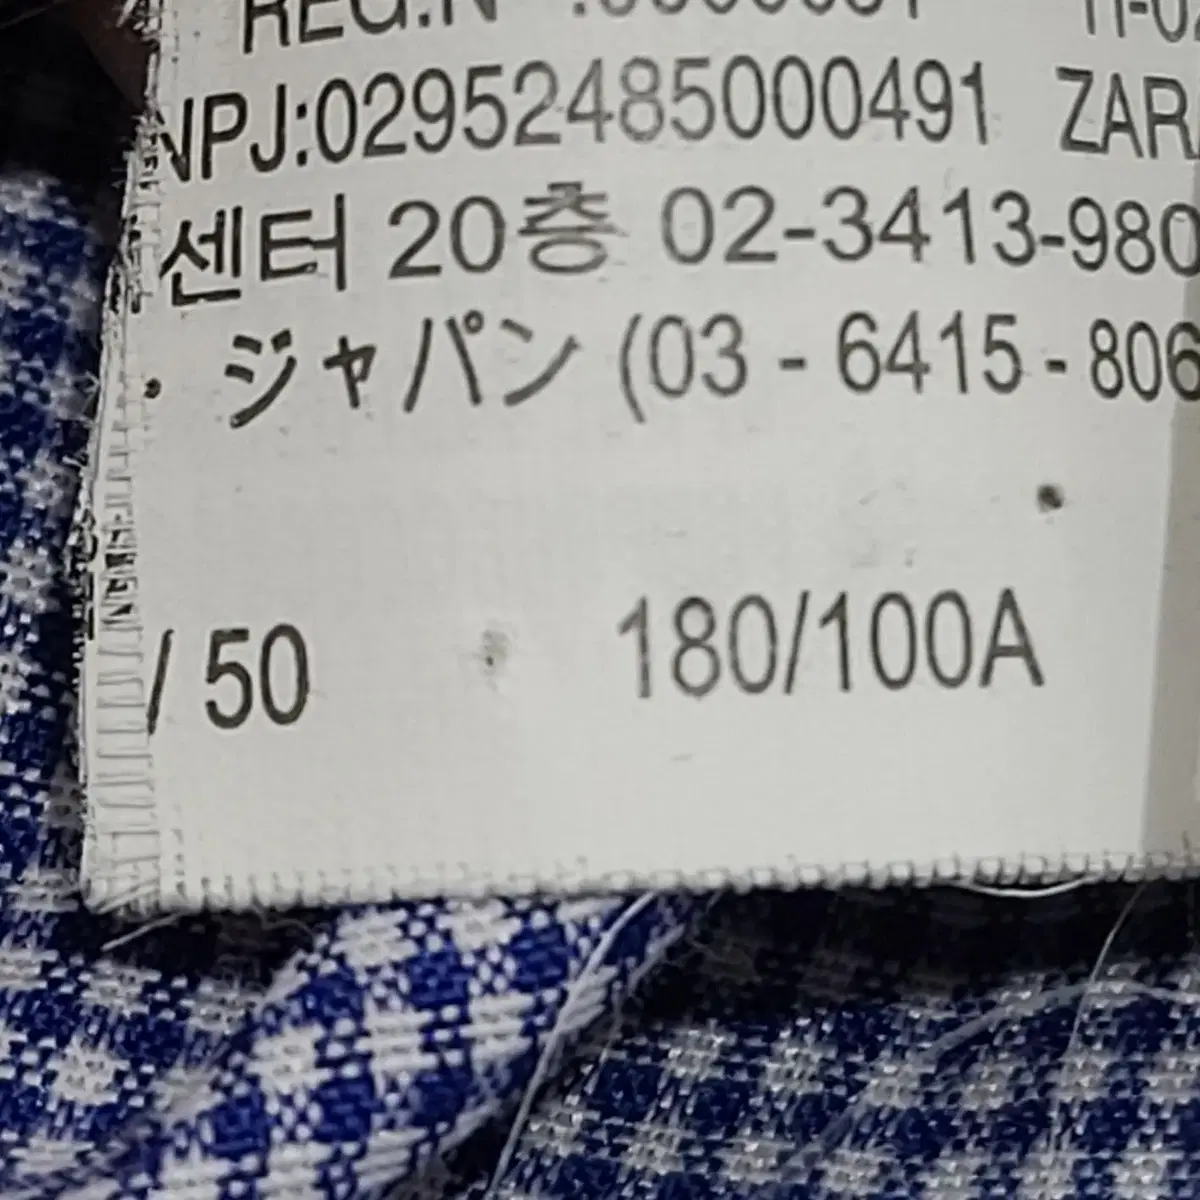 NPJ:02952485000491 ZARA
센터 20층 02-3413-980
・ ジャパン (03 - 6415 - 806
/ 50 180/100A